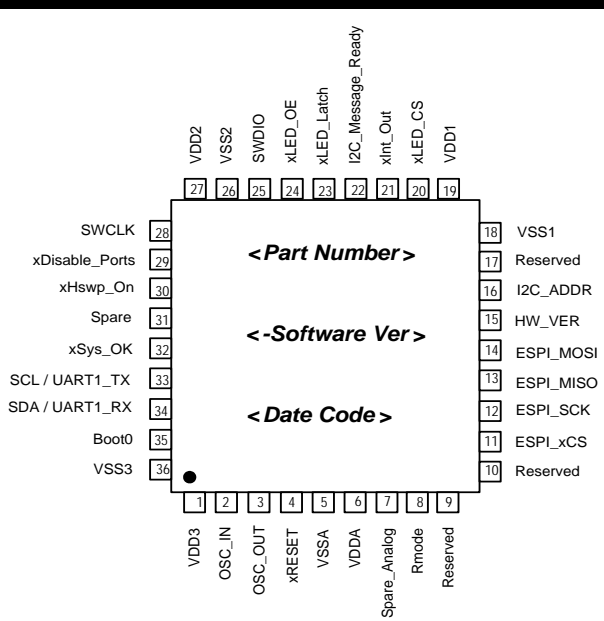 VDD2
VSS2
SWDIO
xLED_OE
xLED_Latch
I2C_Message_Ready
xInt_Out
xLED_CS
VDD1
27
26
25
24
23
22
21
20
19
SWCLK 28
xDisable_Ports 29
xHswp_On 30
Spare 31
xSys_OK 32
SCL / UART1_TX 33
SDA / UART1_RX 34
Boot0 35
VSS3 36
<Part Number>
<-Software Ver>
<Date Code>
18 VSS1
17 Reserved
16 I2C_ADDR
15 HW_VER
14 ESPI_MOSI
13 ESPI_MISO
12 ESPI_SCK
11 ESPI_xCS
10 Reserved
1
2
3
4
5
6
7
8
9
VDD3
OSC_IN
OSC_OUT
xRESET
VSSA
VDDA
Spare_Analog
Rmode
Reserved